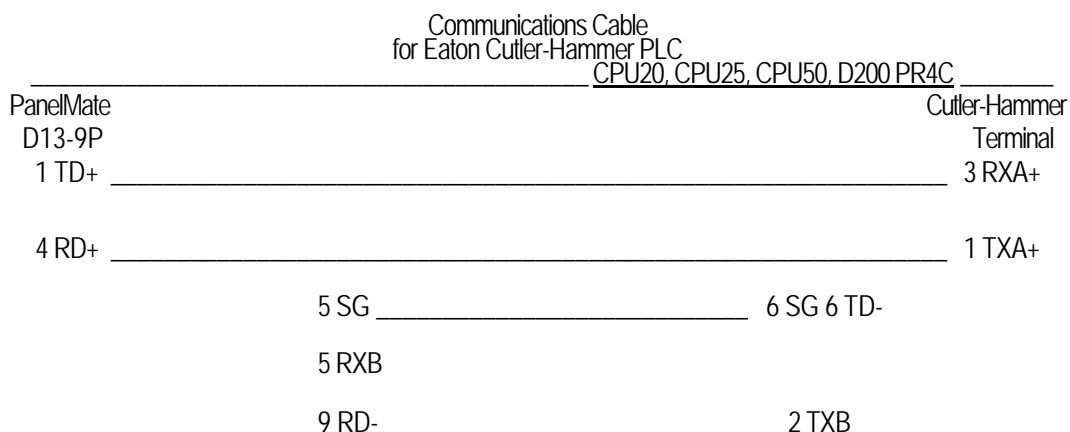 Communications Cable
for Eaton Cutler-Hammer PLC
CPU20, CPU25, CPU50, D200 PR4C
PanelMate Cutler-Hammer
D13-9P Terminal
1 TD+ 3 RXA+
4 RD+ 1 TXA+
5 SG 6 SG 6 TD-
5 RXB
9 RD- 2 TXB